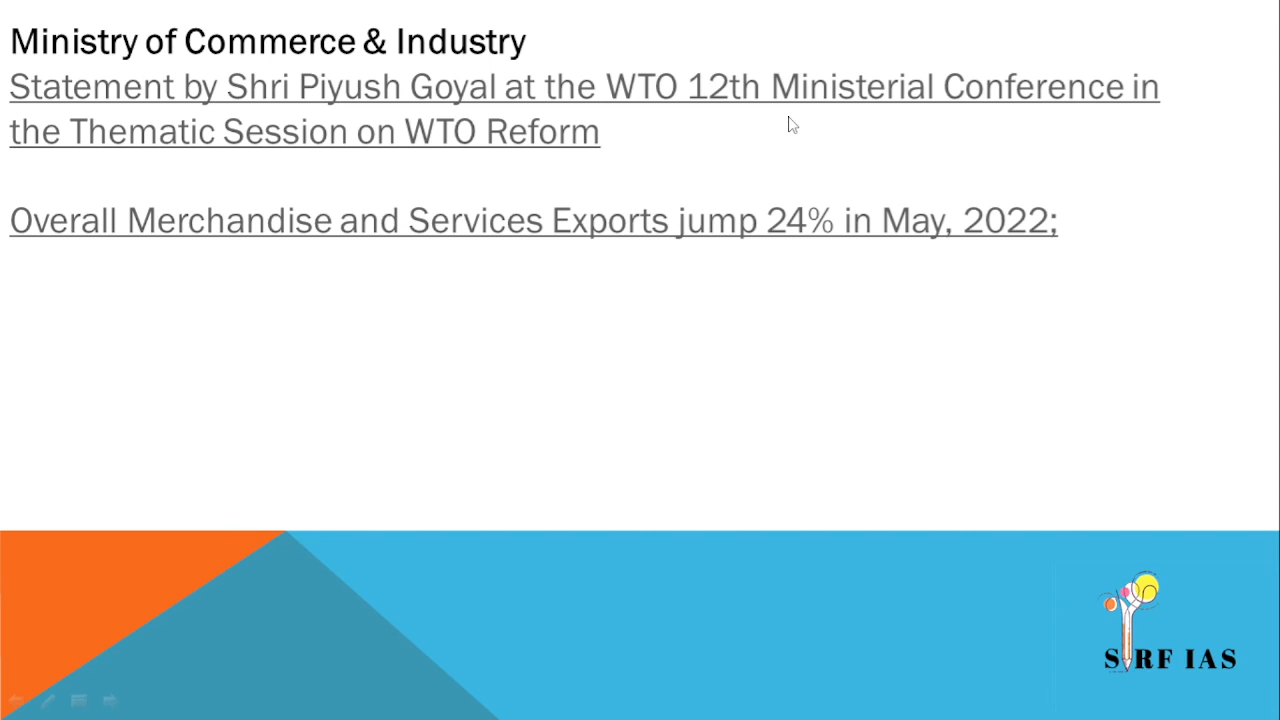 Ministry of Commerce & Industry
Statement by Shri Piyush Goyal at the WTO 12th Ministerial Conference in
the Thematic Session on WTO Reform
Overall Merchandise and Services Exports jump 24% in May, 2022;
SIRF IAS